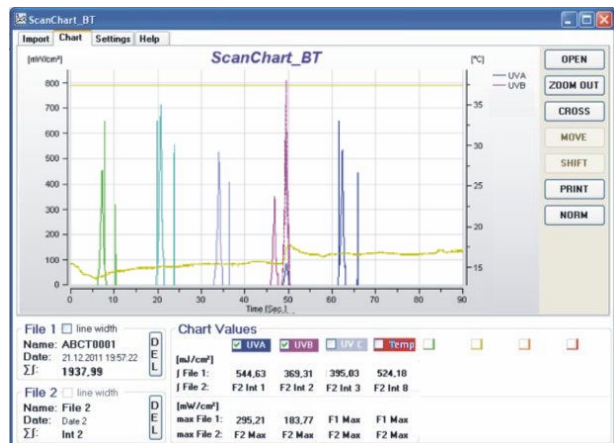 ScanChart_BT
Import Chart Settings Help
[mW/cm²] ScanChart_BT [°C]
UVA
UVB
800
700
600
500
400
300
200
100
0
35
30
25
20
15
0 10 20 30 40 50 60 70 80 90
Time [Sec.]
OPEN
ZOOM OUT
CROSS
MOVE
SHIFT
PRINT
NORM
File 1 line width
Name: ABCT0001
Date: 21.12.2011 19:57:22
Σ∫: 1937,99
DEL
File 2 line width
Name: File 2
Date: Date 2
Σ∫: Int 2
DEL
Chart Values
UVA UVB UV C Temp
[mJ/cm²]
∫ File 1: 544,63 369,31 395,03 524,18
∫ File 2: F2 Int 1 F2 Int 2 F2 Int 3 F2 Int 8
[mW/cm²]
max File 1: 295,21 183,77 F1 Max F1 Max
max File 2: F2 Max F2 Max F2 Max F2 Max